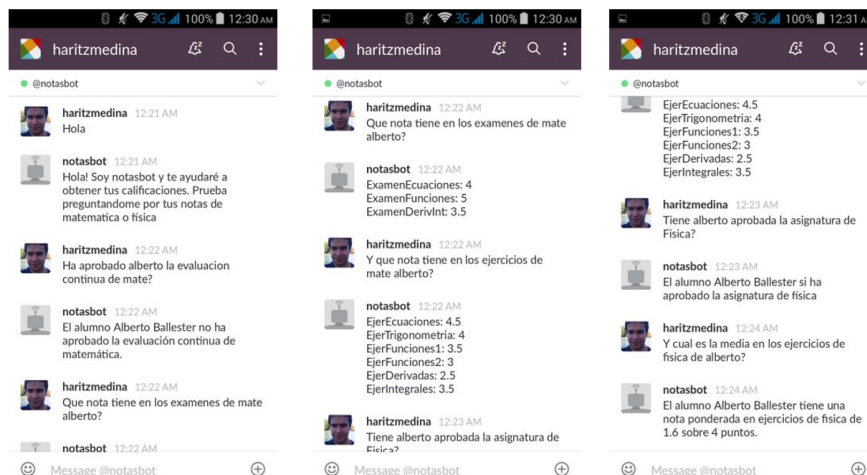 3G 100% 12:30 AM
haritzmedina
@notasbot
haritzmedina 12:21 AM
Hola
notasbot 12:21 AM
Hola! Soy notasbot y te ayudaré a
obtener tus calificaciones. Prueba
preguntandome por tus notas de
matematica o física
haritzmedina 12:22 AM
Ha aprobado alberto la evaluacion
continua de mate?
notasbot 12:22 AM
El alumno Alberto Ballester no ha
aprobado la evaluación continua de
matemática.
haritzmedina 12:22 AM
Que nota tiene en los examenes de mate
alberto?
notasbot 12:22 AM
Message @notasbot
3G 100% 12:30 AM
haritzmedina
@notasbot
haritzmedina 12:22 AM
Que nota tiene en los examenes de mate
alberto?
notasbot 12:22 AM
ExamenEcuaciones: 4
ExamenFunciones: 5
ExamenDerivInt: 3.5
haritzmedina 12:22 AM
Y que nota tiene en los ejercicios de
mate alberto?
notasbot 12:22 AM
EjerEcuaciones: 4.5
EjerTrigonometria: 4
EjerFunciones1: 3.5
EjerFunciones2: 3
EjerDerivadas: 2.5
EjerIntegrales: 3.5
haritzmedina 12:23 AM
Tiene alberto aprobada la asignatura de
Fisica?
Message @notasbot
3G 100% 12:31 A
haritzmedina
@notasbot
EjerEcuaciones: 4.5
EjerTrigonometria: 4
EjerFunciones1: 3.5
EjerFunciones2: 3
EjerDerivadas: 2.5
EjerIntegrales: 3.5
haritzmedina 12:23 AM
Tiene alberto aprobada la asignatura de
Fisica?
notasbot 12:23 AM
El alumno Alberto Ballester si ha
aprobado la asignatura de física
haritzmedina 12:24 AM
Y cual es la media en los ejercicios de
fisica de alberto?
notasbot 12:24 AM
El alumno Alberto Ballester tiene una
nota ponderada en ejercicios de fisica de
1.6 sobre 4 puntos.
Message @notasbot